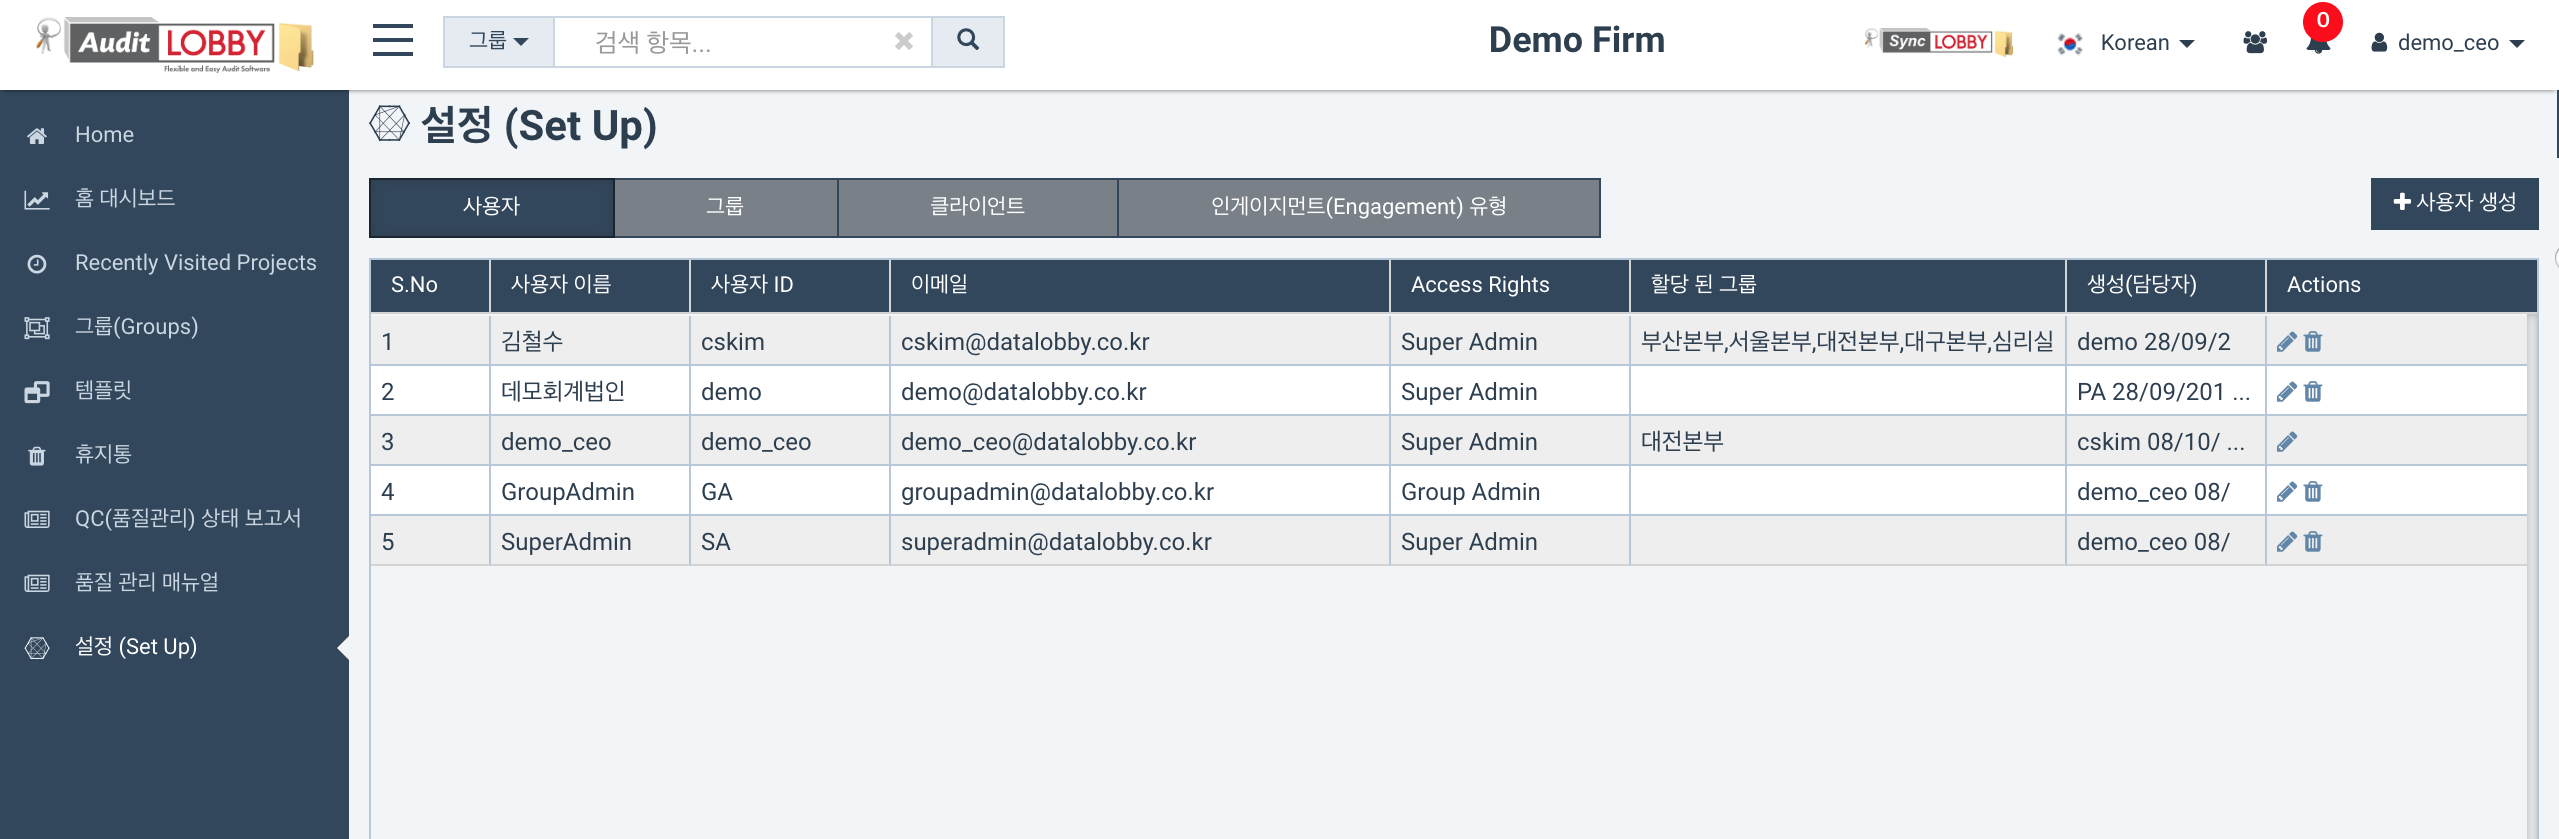 Audit LOBBY
Flexible and Easy Audit Software
그룹
검색 항목...
Demo Firm
Sync LOBBY
Korean
0
demo_ceo
Home
홈 대시보드
Recently Visited Projects
그룹(Groups)
템플릿
휴지통
QC(품질관리) 상태 보고서
품질 관리 매뉴얼
설정 (Set Up)
설정 (Set Up)
사용자 그룹 클라이언트 인게이지먼트(Engagement) 유형
사용자 생성
S.No 사용자 이름 사용자 ID 이메일 Access Rights 할당 된 그룹 생성(담당자) Actions
1 김철수 cskim cskim@datalobby.co.kr Super Admin 부산본부,서울본부,대전본부,대구본부,심리실 demo 28/09/2
2 데모회계법인 demo demo@datalobby.co.kr Super Admin PA 28/09/201 ...
3 demo_ceo demo_ceo demo_ceo@datalobby.co.kr Super Admin 대전본부 cskim 08/10/ ...
4 GroupAdmin GA groupadmin@datalobby.co.kr Group Admin demo_ceo 08/
5 SuperAdmin SA superadmin@datalobby.co.kr Super Admin demo_ceo 08/